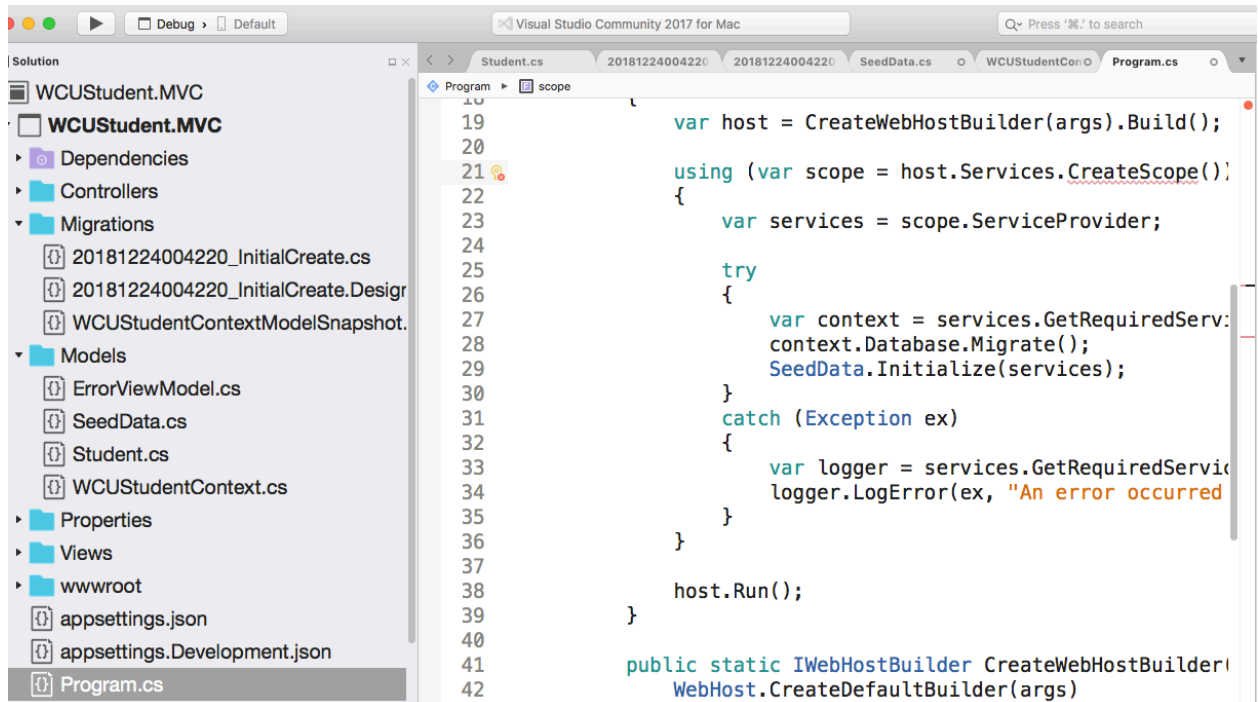 Debug › Default
Visual Studio Community 2017 for Mac
Press '⌘.' to search
Solution
WCUStudent.MVC
WCUStudent.MVC
Dependencies
Controllers
Migrations
20181224004220_InitialCreate.cs
20181224004220_InitialCreate.Desigr
WCUStudentContextModelSnapshot.
Models
ErrorViewModel.cs
SeedData.cs
Student.cs
WCUStudentContext.cs
Properties
Views
wwwroot
appsettings.json
appsettings.Development.json
Program.cs
Student.cs 20181224004220 20181224004220 SeedData.cs WCUStudentCon Program.cs
Program ▸ scope
18 {
19 var host = CreateWebHostBuilder(args).Build();
20
21 using (var scope = host.Services.CreateScope())
22 {
23 var services = scope.ServiceProvider;
24
25 try
26 {
27 var context = services.GetRequiredServi
28 context.Database.Migrate();
29 SeedData.Initialize(services);
30 }
31 catch (Exception ex)
32 {
33 var logger = services.GetRequiredServic
34 logger.LogError(ex, "An error occurred
35 }
36 }
37
38 host.Run();
39 }
40
41 public static IWebHostBuilder CreateWebHostBuilder(
42 WebHost.CreateDefaultBuilder(args)